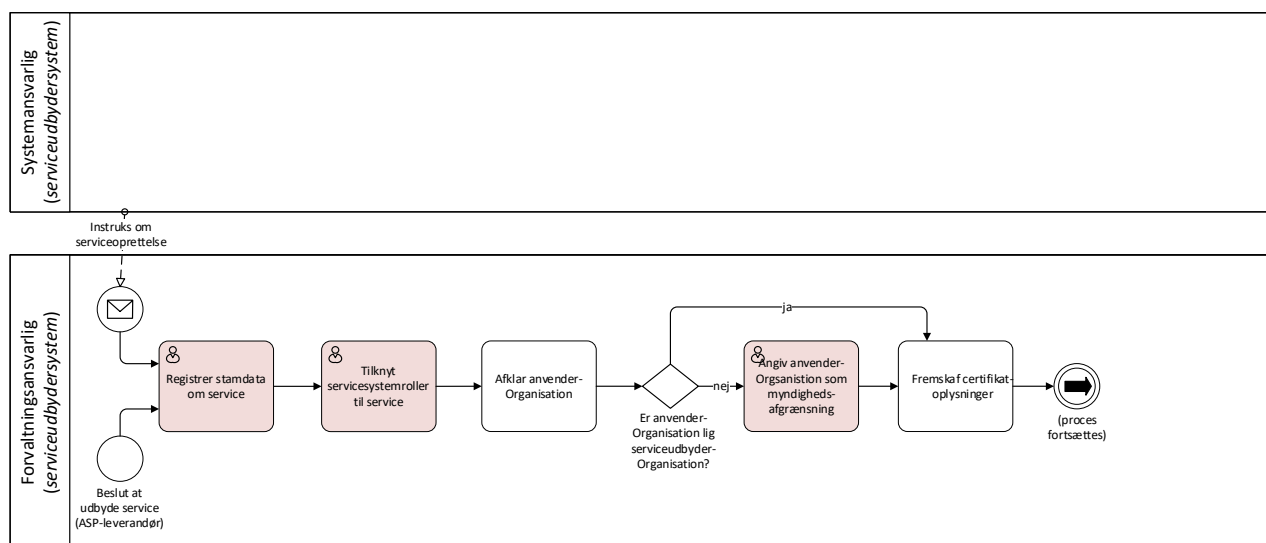 Systemansvarlig
(serviceudbydersystem)
Instruks om
serviceoprettelse
Forvaltningsansvarlig
(serviceudbydersystem)
Registrer stamdata
om service
Tilknyt
servicesystemroller
til service
Afklar anvender-
Organisation
ja
nej
Er anvender-
Organisation lig
serviceudbyder-
Organisation?
Angiv anvender-
Orgsanistion som
myndigheds-
afgrænsning
Fremskaf certifikat-
oplysninger
(proces
fortsættes)
Beslut at
udbyde service
(ASP-leverandør)